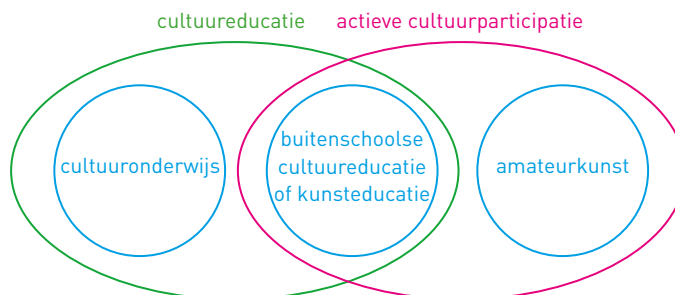 cultuureducatie
actieve cultuurparticipatie
cultuuronderwijs
buitenschoolse
cultuureducatie
of kunsteducatie
amateurkunst